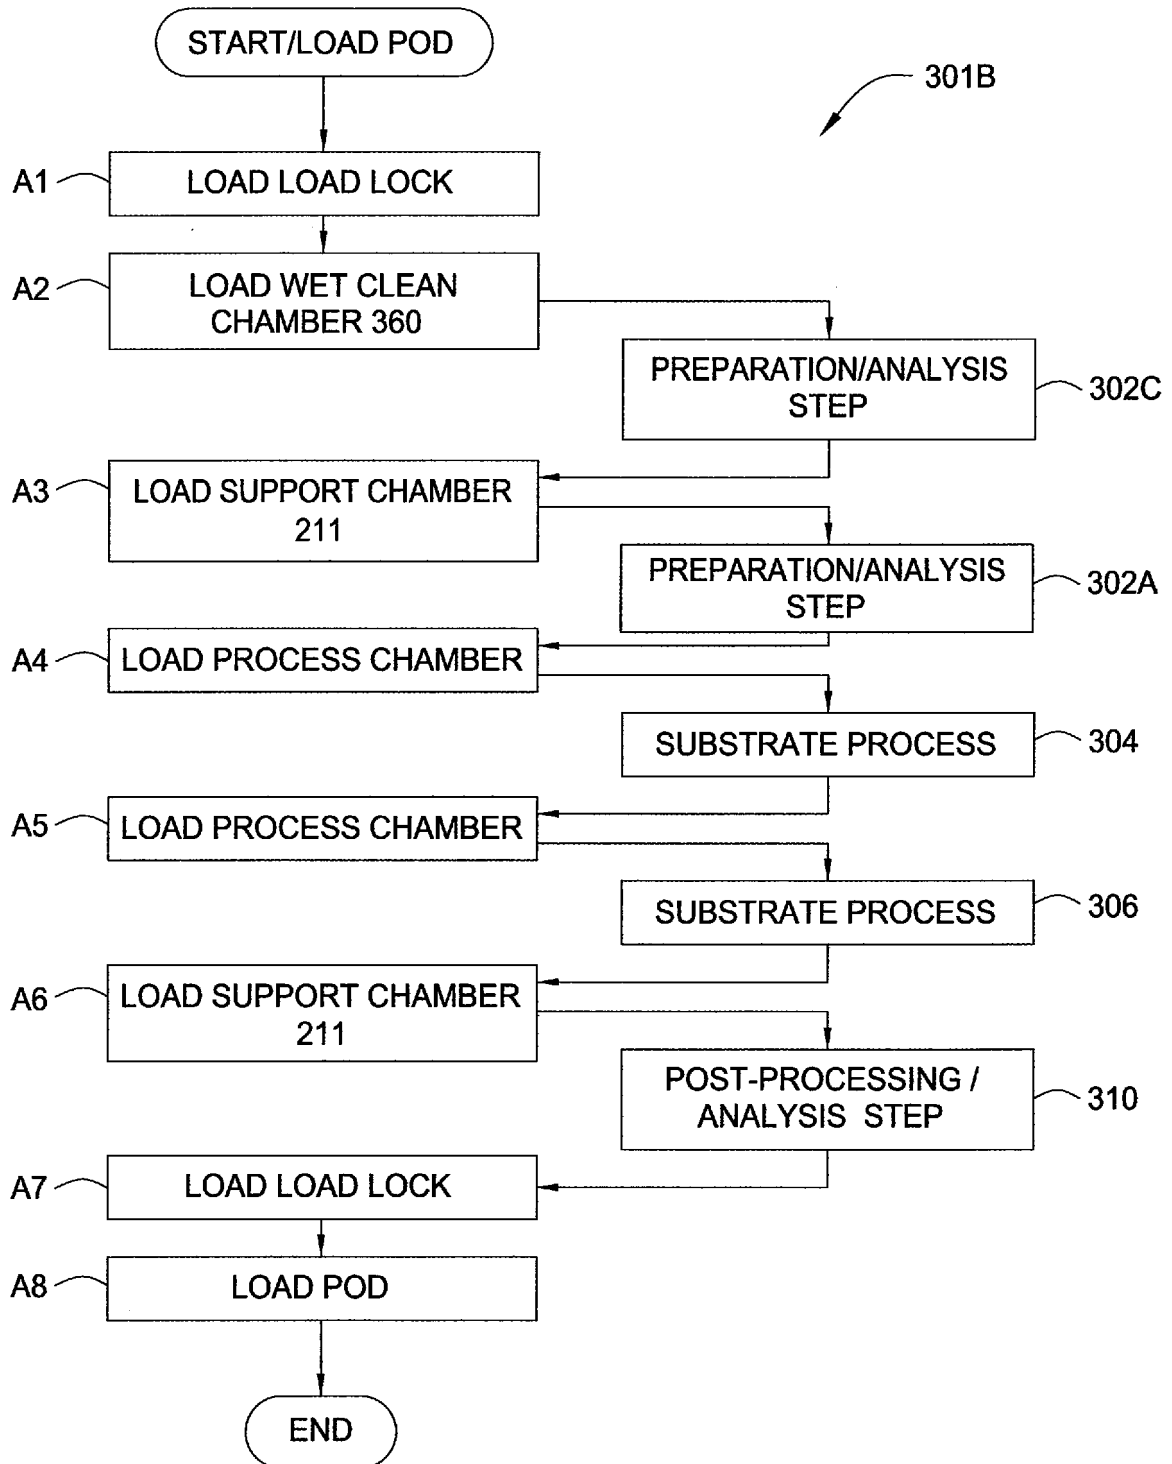 START/LOAD POD
301B
A1
LOAD LOAD LOCK
A2
LOAD WET CLEAN
CHAMBER 360
PREPARATION/ANALYSIS
STEP
302C
A3
LOAD SUPPORT CHAMBER
211
PREPARATION/ANALYSIS
STEP
302A
A4
LOAD PROCESS CHAMBER
SUBSTRATE PROCESS
304
A5
LOAD PROCESS CHAMBER
SUBSTRATE PROCESS
306
A6
LOAD SUPPORT CHAMBER
211
POST-PROCESSING /
ANALYSIS STEP
310
A7
LOAD LOAD LOCK
A8
LOAD POD
END